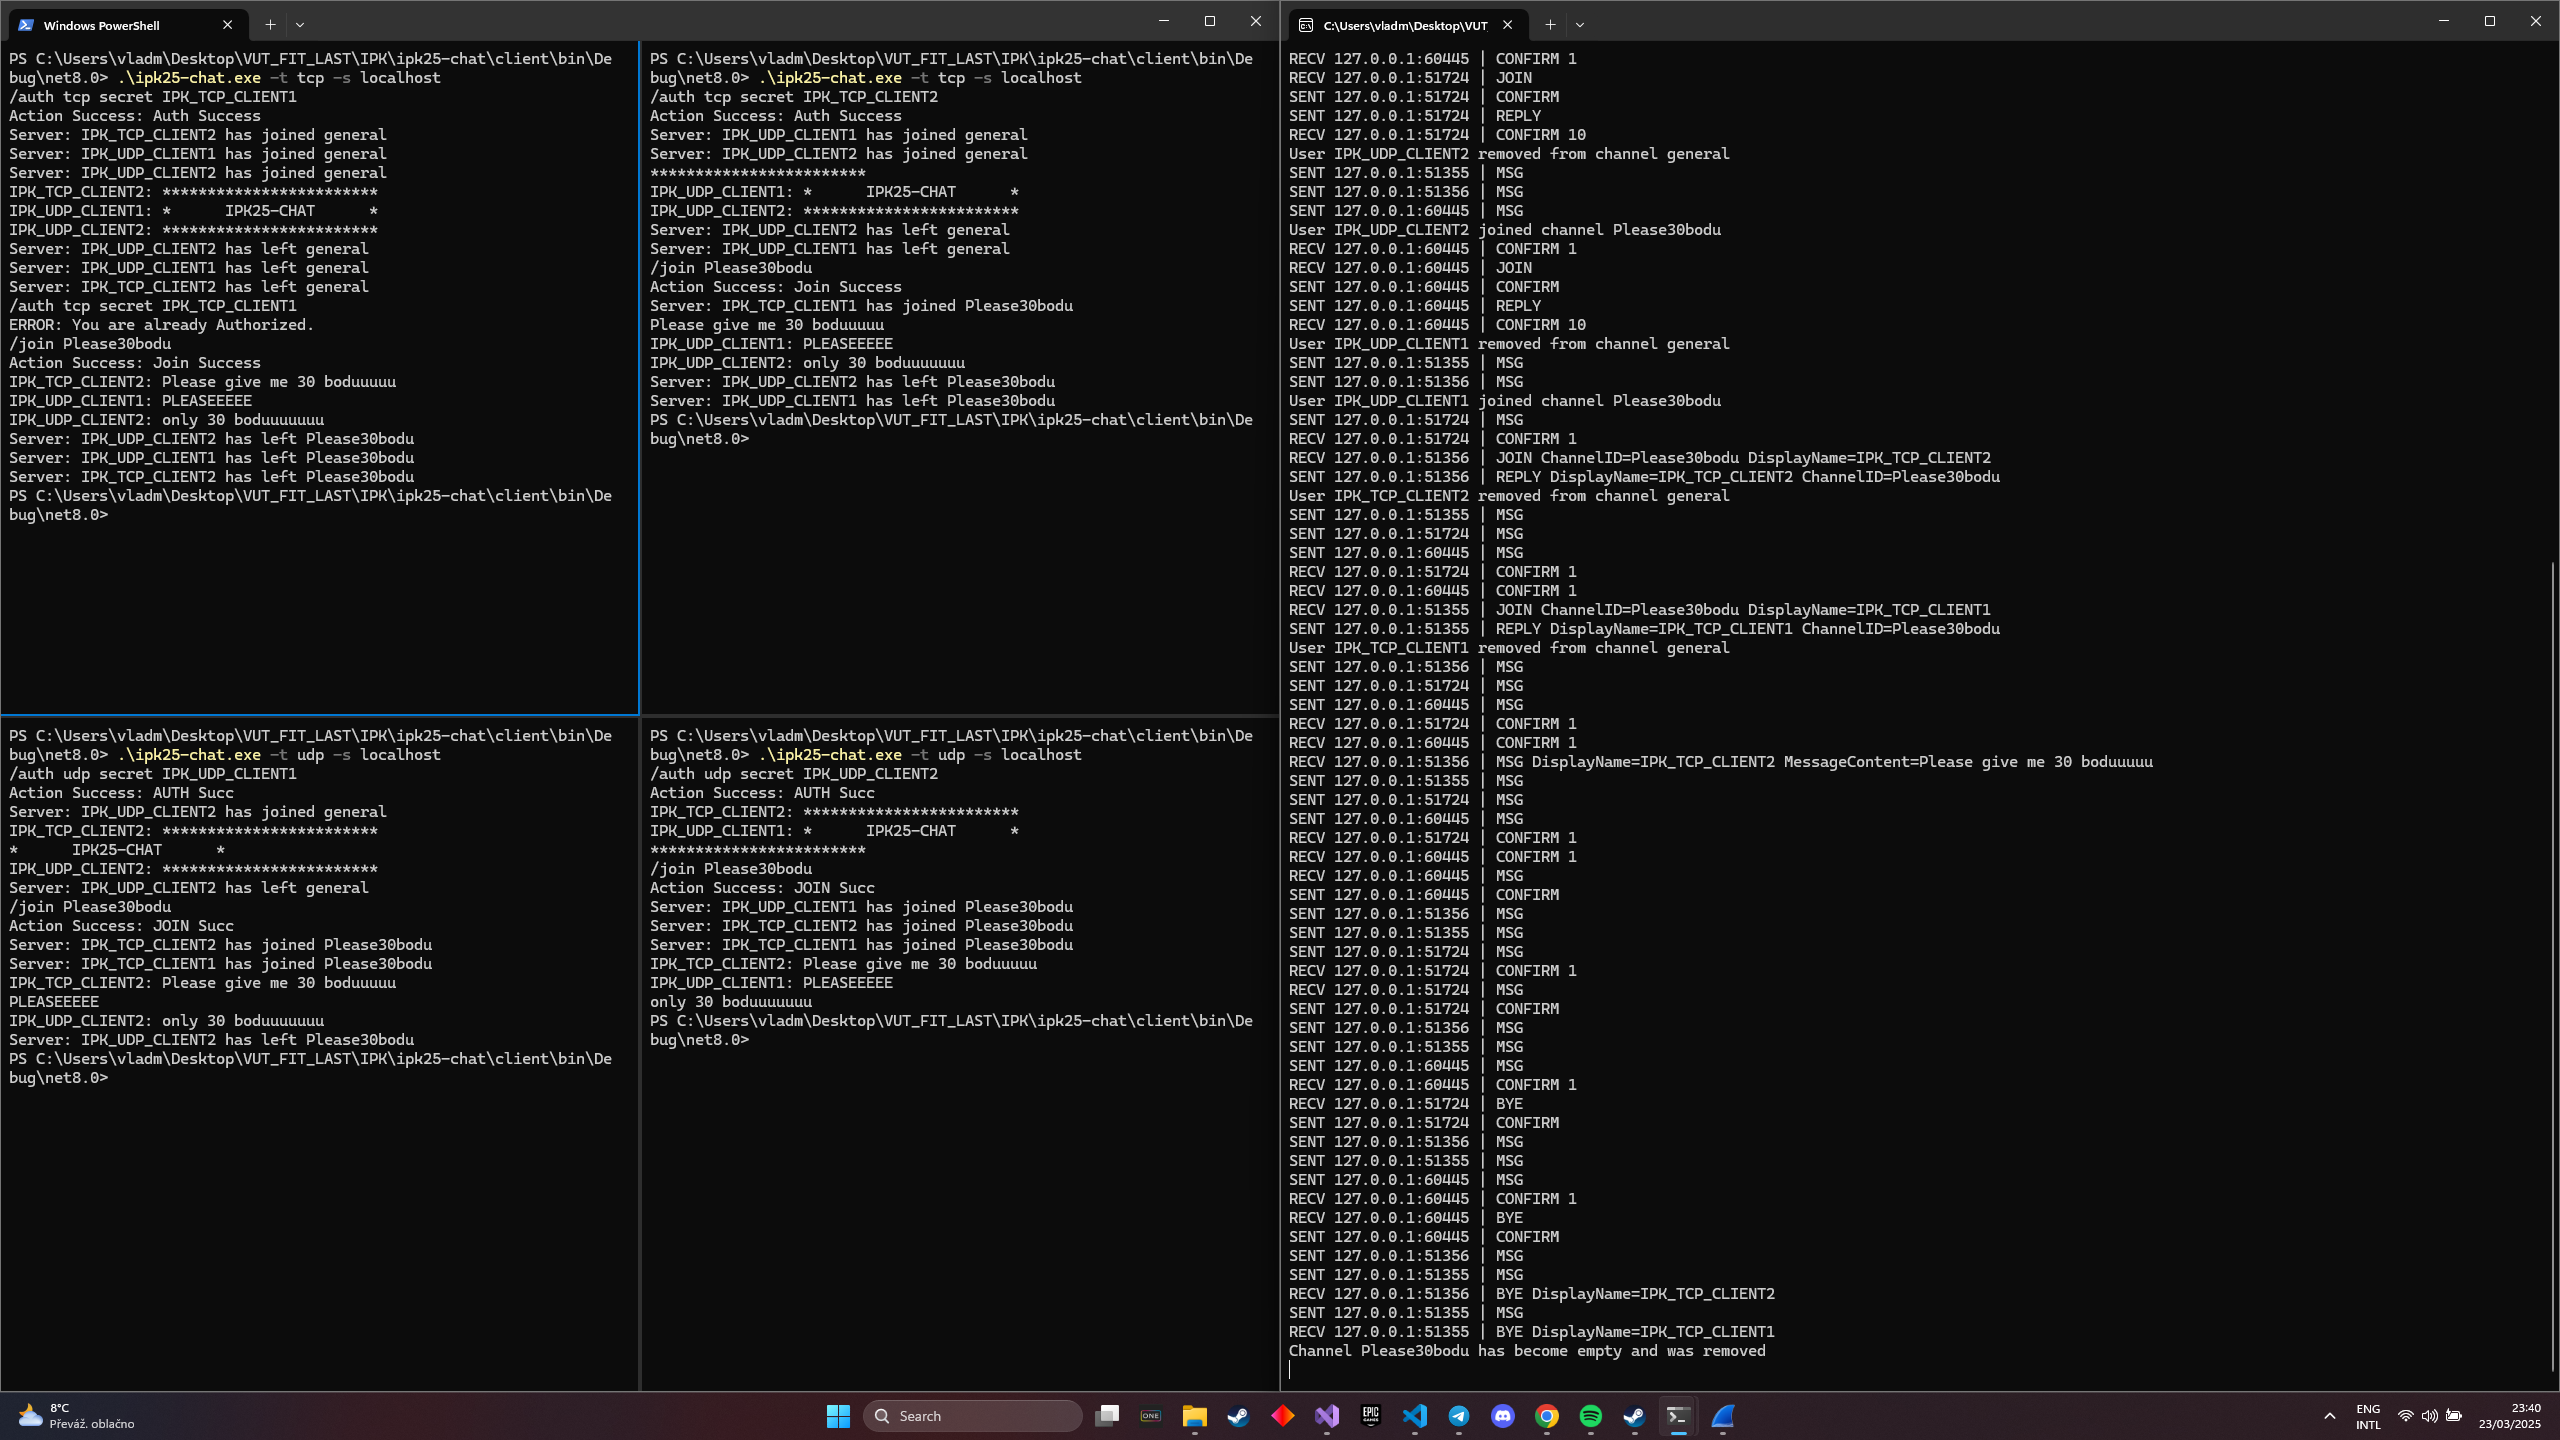 Windows PowerShell
PS C:\Users\vladm\Desktop\VUT_FIT_LAST\IPK\ipk25-chat\client\bin\De
bug\net8.0> .\ipk25-chat.exe -t tcp -s localhost
/auth tcp secret IPK_TCP_CLIENT1
Action Success: Auth Success
Server: IPK_TCP_CLIENT2 has joined general
Server: IPK_UDP_CLIENT1 has joined general
Server: IPK_UDP_CLIENT2 has joined general
IPK_TCP_CLIENT2: ************************
IPK_UDP_CLIENT1: *      IPK25-CHAT      *
IPK_UDP_CLIENT2: ************************
Server: IPK_UDP_CLIENT2 has left general
Server: IPK_UDP_CLIENT1 has left general
Server: IPK_TCP_CLIENT2 has left general
/auth tcp secret IPK_TCP_CLIENT1
ERROR: You are already Authorized.
/join Please30bodu
Action Success: Join Success
IPK_TCP_CLIENT2: Please give me 30 boduuuuu
IPK_UDP_CLIENT1: PLEASEEEEE
IPK_UDP_CLIENT2: only 30 boduuuuuuu
Server: IPK_UDP_CLIENT2 has left Please30bodu
Server: IPK_UDP_CLIENT1 has left Please30bodu
Server: IPK_TCP_CLIENT2 has left Please30bodu
PS C:\Users\vladm\Desktop\VUT_FIT_LAST\IPK\ipk25-chat\client\bin\De
bug\net8.0>
PS C:\Users\vladm\Desktop\VUT_FIT_LAST\IPK\ipk25-chat\client\bin\De
bug\net8.0> .\ipk25-chat.exe -t tcp -s localhost
/auth tcp secret IPK_TCP_CLIENT2
Action Success: Auth Success
Server: IPK_UDP_CLIENT1 has joined general
Server: IPK_UDP_CLIENT2 has joined general
************************
IPK_UDP_CLIENT1: *      IPK25-CHAT      *
IPK_UDP_CLIENT2: ************************
Server: IPK_UDP_CLIENT2 has left general
Server: IPK_UDP_CLIENT1 has left general
/join Please30bodu
Action Success: Join Success
Server: IPK_TCP_CLIENT1 has joined Please30bodu
Please give me 30 boduuuuu
IPK_UDP_CLIENT1: PLEASEEEEE
IPK_UDP_CLIENT2: only 30 boduuuuuuu
Server: IPK_UDP_CLIENT2 has left Please30bodu
Server: IPK_UDP_CLIENT1 has left Please30bodu
PS C:\Users\vladm\Desktop\VUT_FIT_LAST\IPK\ipk25-chat\client\bin\De
bug\net8.0>
PS C:\Users\vladm\Desktop\VUT_FIT_LAST\IPK\ipk25-chat\client\bin\De
bug\net8.0> .\ipk25-chat.exe -t udp -s localhost
/auth udp secret IPK_UDP_CLIENT1
Action Success: AUTH Succ
Server: IPK_UDP_CLIENT2 has joined general
IPK_TCP_CLIENT2: ************************
*      IPK25-CHAT      *
IPK_UDP_CLIENT2: ************************
Server: IPK_UDP_CLIENT2 has left general
/join Please30bodu
Action Success: JOIN Succ
Server: IPK_TCP_CLIENT2 has joined Please30bodu
Server: IPK_TCP_CLIENT1 has joined Please30bodu
IPK_TCP_CLIENT2: Please give me 30 boduuuuu
PLEASEEEEE
IPK_UDP_CLIENT2: only 30 boduuuuuuu
Server: IPK_UDP_CLIENT2 has left Please30bodu
PS C:\Users\vladm\Desktop\VUT_FIT_LAST\IPK\ipk25-chat\client\bin\De
bug\net8.0>
PS C:\Users\vladm\Desktop\VUT_FIT_LAST\IPK\ipk25-chat\client\bin\De
bug\net8.0> .\ipk25-chat.exe -t udp -s localhost
/auth udp secret IPK_UDP_CLIENT2
Action Success: AUTH Succ
IPK_TCP_CLIENT2: ************************
IPK_UDP_CLIENT1: *      IPK25-CHAT      *
************************
/join Please30bodu
Action Success: JOIN Succ
Server: IPK_UDP_CLIENT1 has joined Please30bodu
Server: IPK_TCP_CLIENT2 has joined Please30bodu
Server: IPK_TCP_CLIENT1 has joined Please30bodu
IPK_TCP_CLIENT2: Please give me 30 boduuuuu
IPK_UDP_CLIENT1: PLEASEEEEE
only 30 boduuuuuuu
PS C:\Users\vladm\Desktop\VUT_FIT_LAST\IPK\ipk25-chat\client\bin\De
bug\net8.0>
C:\Users\vladm\Desktop\VUT_
RECV 127.0.0.1:60445 | CONFIRM 1
RECV 127.0.0.1:51724 | JOIN
SENT 127.0.0.1:51724 | CONFIRM
SENT 127.0.0.1:51724 | REPLY
RECV 127.0.0.1:51724 | CONFIRM 10
User IPK_UDP_CLIENT2 removed from channel general
SENT 127.0.0.1:51355 | MSG
SENT 127.0.0.1:51356 | MSG
SENT 127.0.0.1:60445 | MSG
User IPK_UDP_CLIENT2 joined channel Please30bodu
RECV 127.0.0.1:60445 | CONFIRM 1
RECV 127.0.0.1:60445 | JOIN
SENT 127.0.0.1:60445 | CONFIRM
SENT 127.0.0.1:60445 | REPLY
RECV 127.0.0.1:60445 | CONFIRM 10
User IPK_UDP_CLIENT1 removed from channel general
SENT 127.0.0.1:51355 | MSG
SENT 127.0.0.1:51356 | MSG
User IPK_UDP_CLIENT1 joined channel Please30bodu
SENT 127.0.0.1:51724 | MSG
RECV 127.0.0.1:51724 | CONFIRM 1
RECV 127.0.0.1:51356 | JOIN ChannelID=Please30bodu DisplayName=IPK_TCP_CLIENT2
SENT 127.0.0.1:51356 | REPLY DisplayName=IPK_TCP_CLIENT2 ChannelID=Please30bodu
User IPK_TCP_CLIENT2 removed from channel general
SENT 127.0.0.1:51355 | MSG
SENT 127.0.0.1:51724 | MSG
SENT 127.0.0.1:60445 | MSG
RECV 127.0.0.1:51724 | CONFIRM 1
RECV 127.0.0.1:60445 | CONFIRM 1
RECV 127.0.0.1:51355 | JOIN ChannelID=Please30bodu DisplayName=IPK_TCP_CLIENT1
SENT 127.0.0.1:51355 | REPLY DisplayName=IPK_TCP_CLIENT1 ChannelID=Please30bodu
User IPK_TCP_CLIENT1 removed from channel general
SENT 127.0.0.1:51356 | MSG
SENT 127.0.0.1:51724 | MSG
SENT 127.0.0.1:60445 | MSG
RECV 127.0.0.1:51724 | CONFIRM 1
RECV 127.0.0.1:60445 | CONFIRM 1
RECV 127.0.0.1:51356 | MSG DisplayName=IPK_TCP_CLIENT2 MessageContent=Please give me 30 boduuuuu
SENT 127.0.0.1:51355 | MSG
SENT 127.0.0.1:51724 | MSG
SENT 127.0.0.1:60445 | MSG
RECV 127.0.0.1:51724 | CONFIRM 1
RECV 127.0.0.1:60445 | CONFIRM 1
RECV 127.0.0.1:60445 | MSG
SENT 127.0.0.1:60445 | CONFIRM
SENT 127.0.0.1:51356 | MSG
SENT 127.0.0.1:51355 | MSG
SENT 127.0.0.1:51724 | MSG
RECV 127.0.0.1:51724 | CONFIRM 1
RECV 127.0.0.1:51724 | MSG
SENT 127.0.0.1:51724 | CONFIRM
SENT 127.0.0.1:51356 | MSG
SENT 127.0.0.1:51355 | MSG
SENT 127.0.0.1:60445 | MSG
RECV 127.0.0.1:60445 | CONFIRM 1
RECV 127.0.0.1:51724 | BYE
SENT 127.0.0.1:51724 | CONFIRM
SENT 127.0.0.1:51356 | MSG
SENT 127.0.0.1:51355 | MSG
SENT 127.0.0.1:60445 | MSG
RECV 127.0.0.1:60445 | CONFIRM 1
RECV 127.0.0.1:60445 | BYE
SENT 127.0.0.1:60445 | CONFIRM
SENT 127.0.0.1:51356 | MSG
SENT 127.0.0.1:51355 | MSG
RECV 127.0.0.1:51356 | BYE DisplayName=IPK_TCP_CLIENT2
SENT 127.0.0.1:51355 | MSG
RECV 127.0.0.1:51355 | BYE DisplayName=IPK_TCP_CLIENT1
Channel Please30bodu has become empty and was removed
8°C
Převáž. oblačno
Search
ONE
EPIC
GAMES
ENG
INTL
23:40
23/03/2025